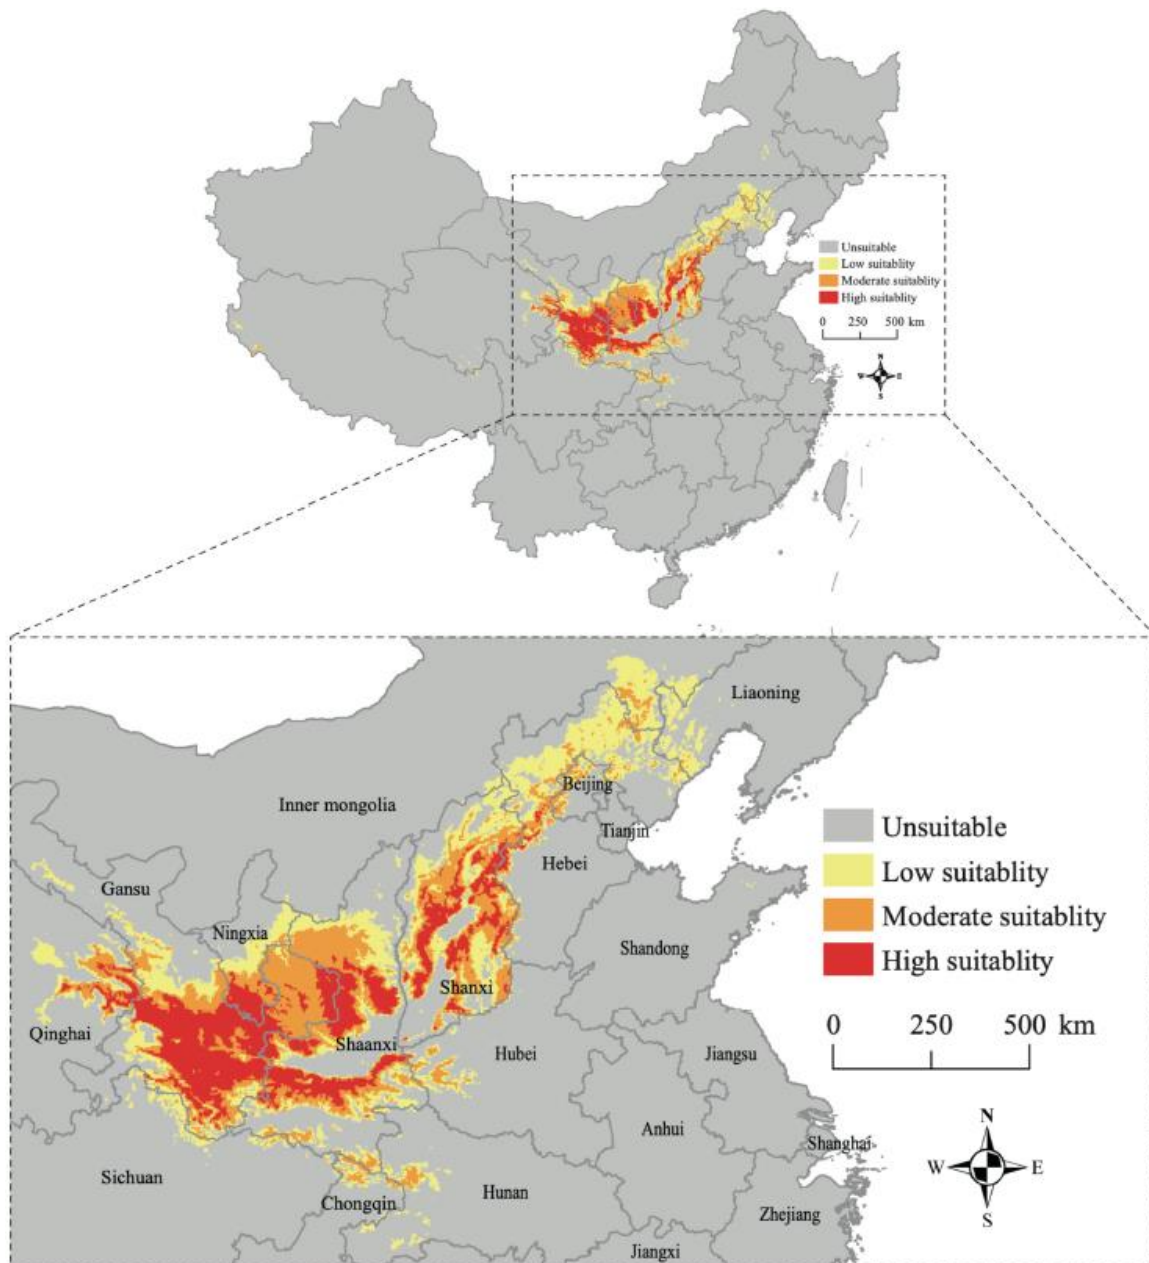 Unsuitable
Low suitablity
Moderate suitablity
High suitablity
0 250 500 km
N
W E
S
Liaoning
Beijing
Inner mongolia
Tianjin
Hebei
Gansu
Ningxia
Shandong
Shanxi
Qinghai
Shaanxi
Hubei
Jiangsu
Anhui
Shanghai
Sichuan
Chongqin
Hunan
Zhejiang
Jiangxi
Unsuitable
Low suitablity
Moderate suitablity
High suitablity
0 250 500 km
N
W E
S